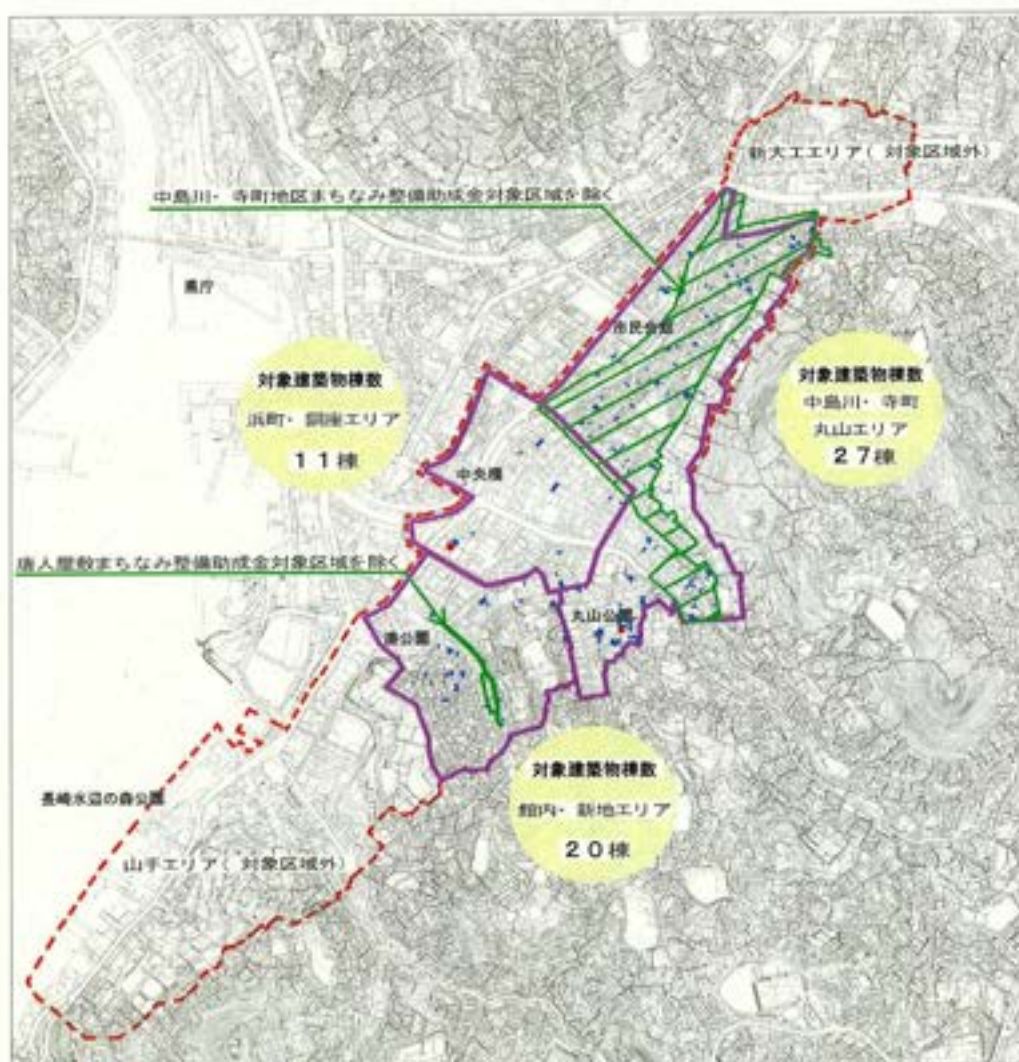 新大工エリア(対象区域外)
中島川・寺町地区まちなみ整備助成金対象区域を除く
県庁
市民会館
対象建築物棟数
浜町・銅座エリア
11棟
対象建築物棟数
中島川・寺町
丸山エリア
27棟
中央橋
唐人屋敷まちなみ整備助成金対象区域を除く
丸山公園
湊公園
対象建築物棟数
館内・新地エリア
20棟
長崎水辺の森公園
山手エリア(対象区域外)